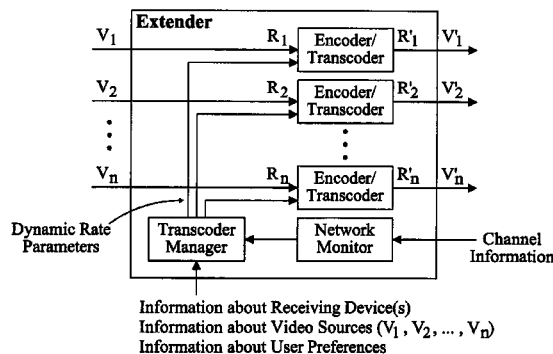 Extender
V1 R1 Encoder/ Transcoder R'1 V'1
V2 R2 Encoder/ Transcoder R'2 V'2
Vn Rn Encoder/ Transcoder R'n V'n
Dynamic Rate
Parameters
Transcoder
Manager
Network
Monitor
Channel
Information
Information about Receiving Device(s)
Information about Video Sources (V1 , V2 , ... , Vn)
Information about User Preferences